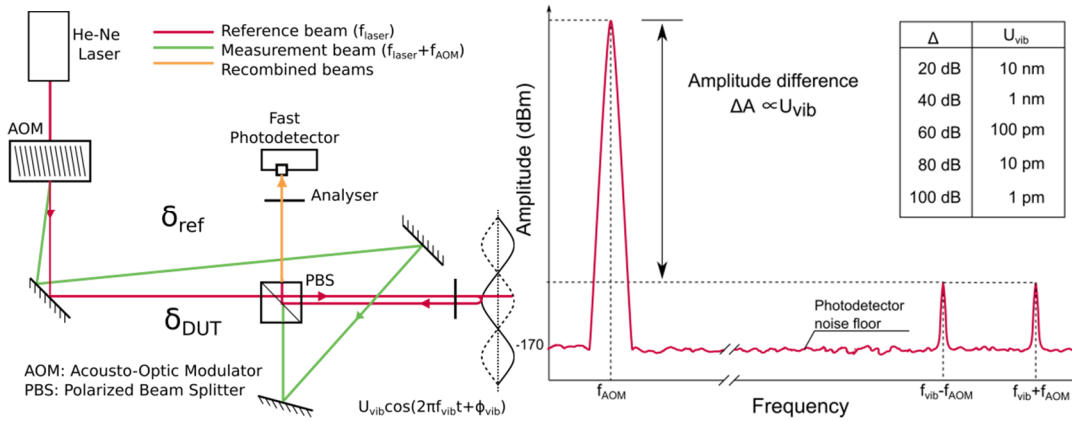 He-Ne
Laser
Reference beam (f_laser)
Measurement beam (f_laser+f_AOM)
Recombined beams
AOM
Fast
Photodetector
Analyser
δ_ref
PBS
δ_DUT
AOM: Acousto-Optic Modulator
PBS: Polarized Beam Splitter
U_vib cos(2πf_vib t+ϕ_vib)
Amplitude (dBm)
Amplitude difference
ΔA ∝U_vib
Δ U_vib
20 dB 10 nm
40 dB 1 nm
60 dB 100 pm
80 dB 10 pm
100 dB 1 pm
Photodetector
noise floor
-170
f_AOM
f_vib-f_AOM
f_vib+f_AOM
Frequency